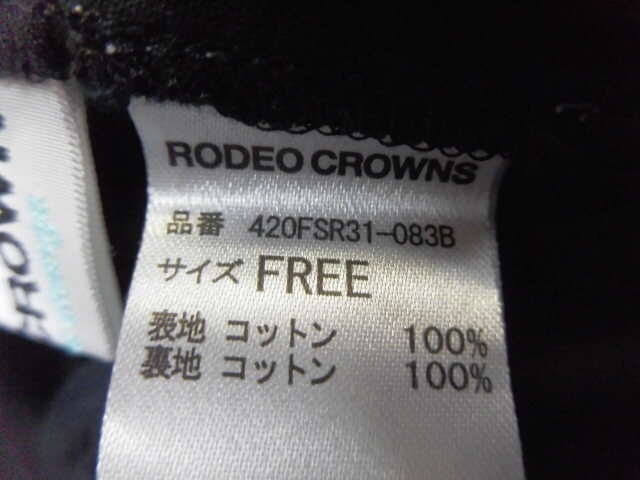 RODEO CROWNS
品番 420FSR31-083B
サイズ FREE
表地 コットン 100%
裏地 コットン 100%